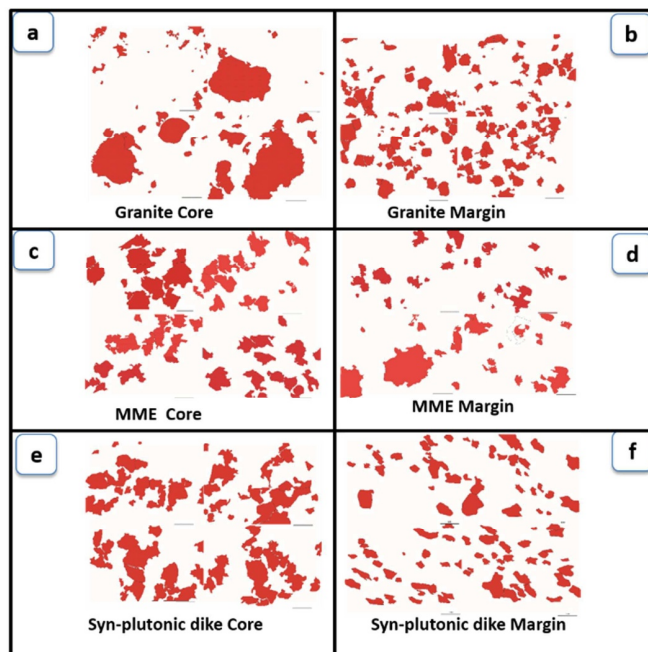 a
b
Granite Core
Granite Margin
c
d
MME Core
MME Margin
e
f
Syn-plutonic dike Core
Syn-plutonic dike Margin